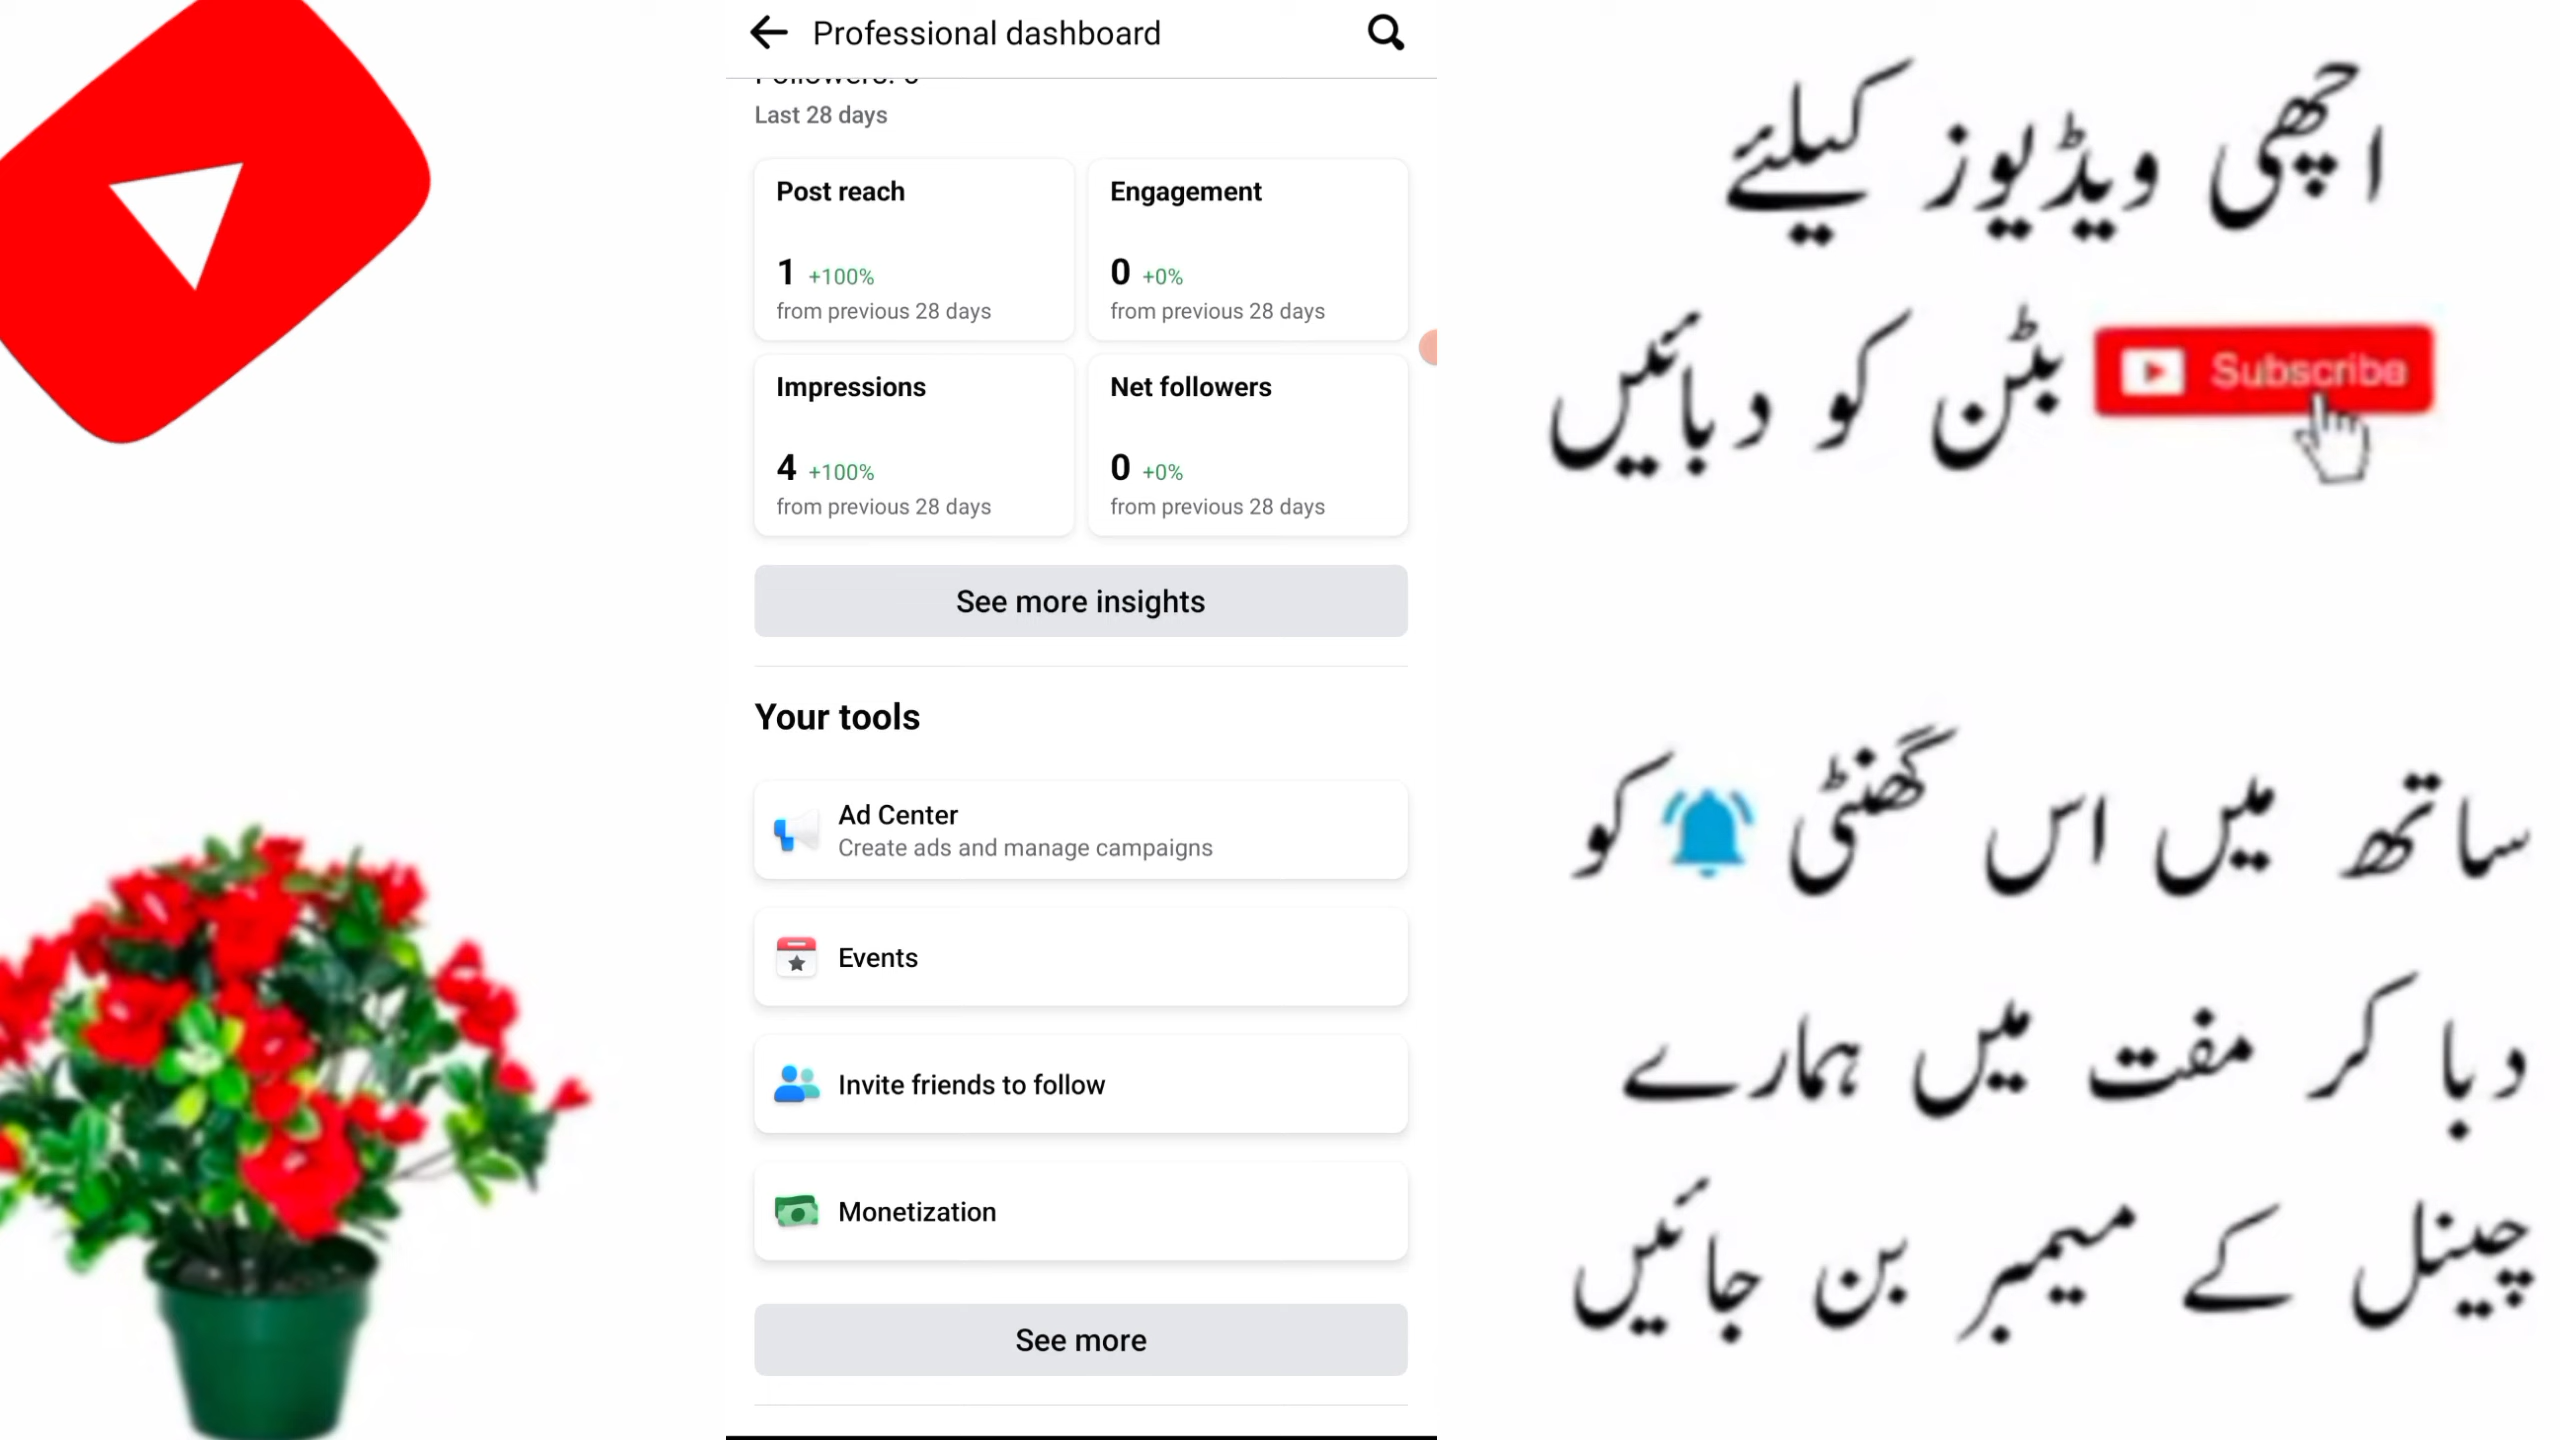 Professional dashboard
Last 28 days
Post reach
1 +100%
from previous 28 days
Engagement
0 +0%
from previous 28 days
Impressions
4 +100%
from previous 28 days
Net followers
0 +0%
from previous 28 days
See more insights
Your tools
Ad Center
Create ads and manage campaigns
Events
Invite friends to follow
Monetization
See more
اچھی ویڈیوز کیلئے
Subscribe بٹن کو دبائیں
ساتھ میں اس گھنٹی کو
دبا کر مفت میں ہمارے
چینل کے میمبر بن جائیں